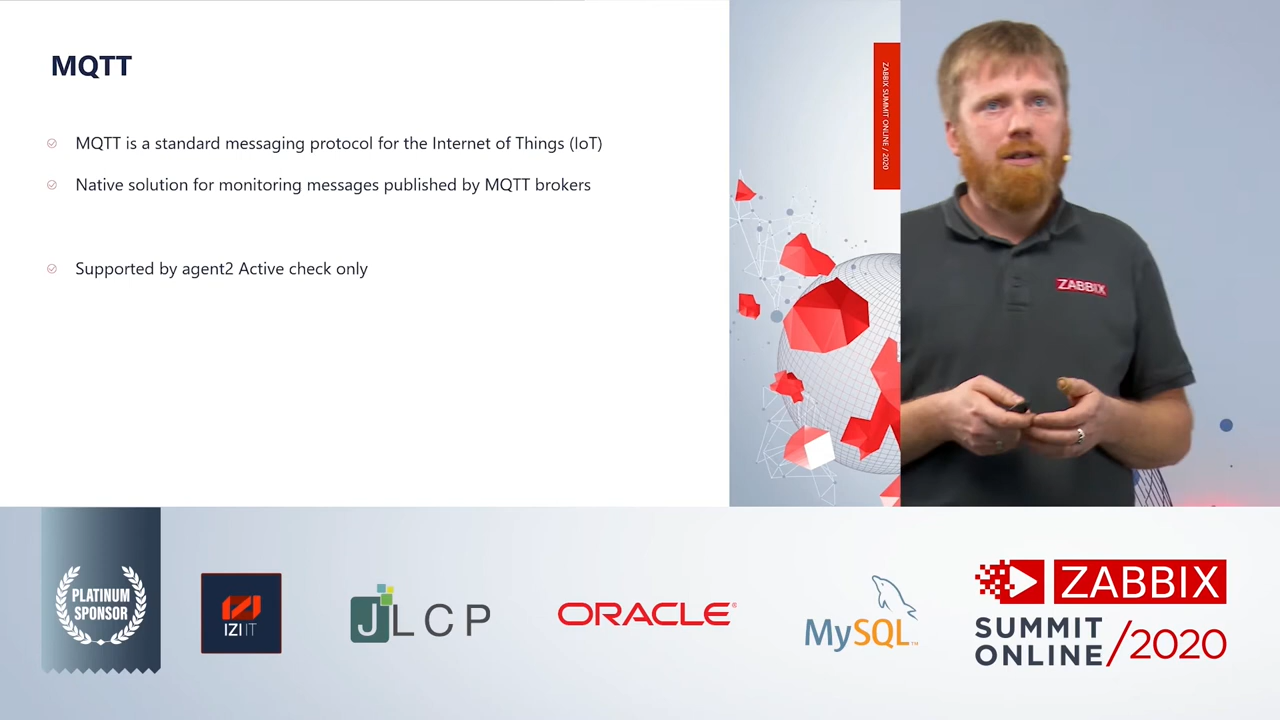 MQTT
MQTT is a standard messaging protocol for the Internet of Things (IoT)
Native solution for monitoring messages published by MQTT brokers
Supported by agent2 Active check only
ZABBIX SUMMIT ONLINE / 2020
ZABBIX
PLATINUM
SPONSOR
IZI IT
JLCP
ORACLE®
MySQL™
ZABBIX
SUMMIT
ONLINE/2020